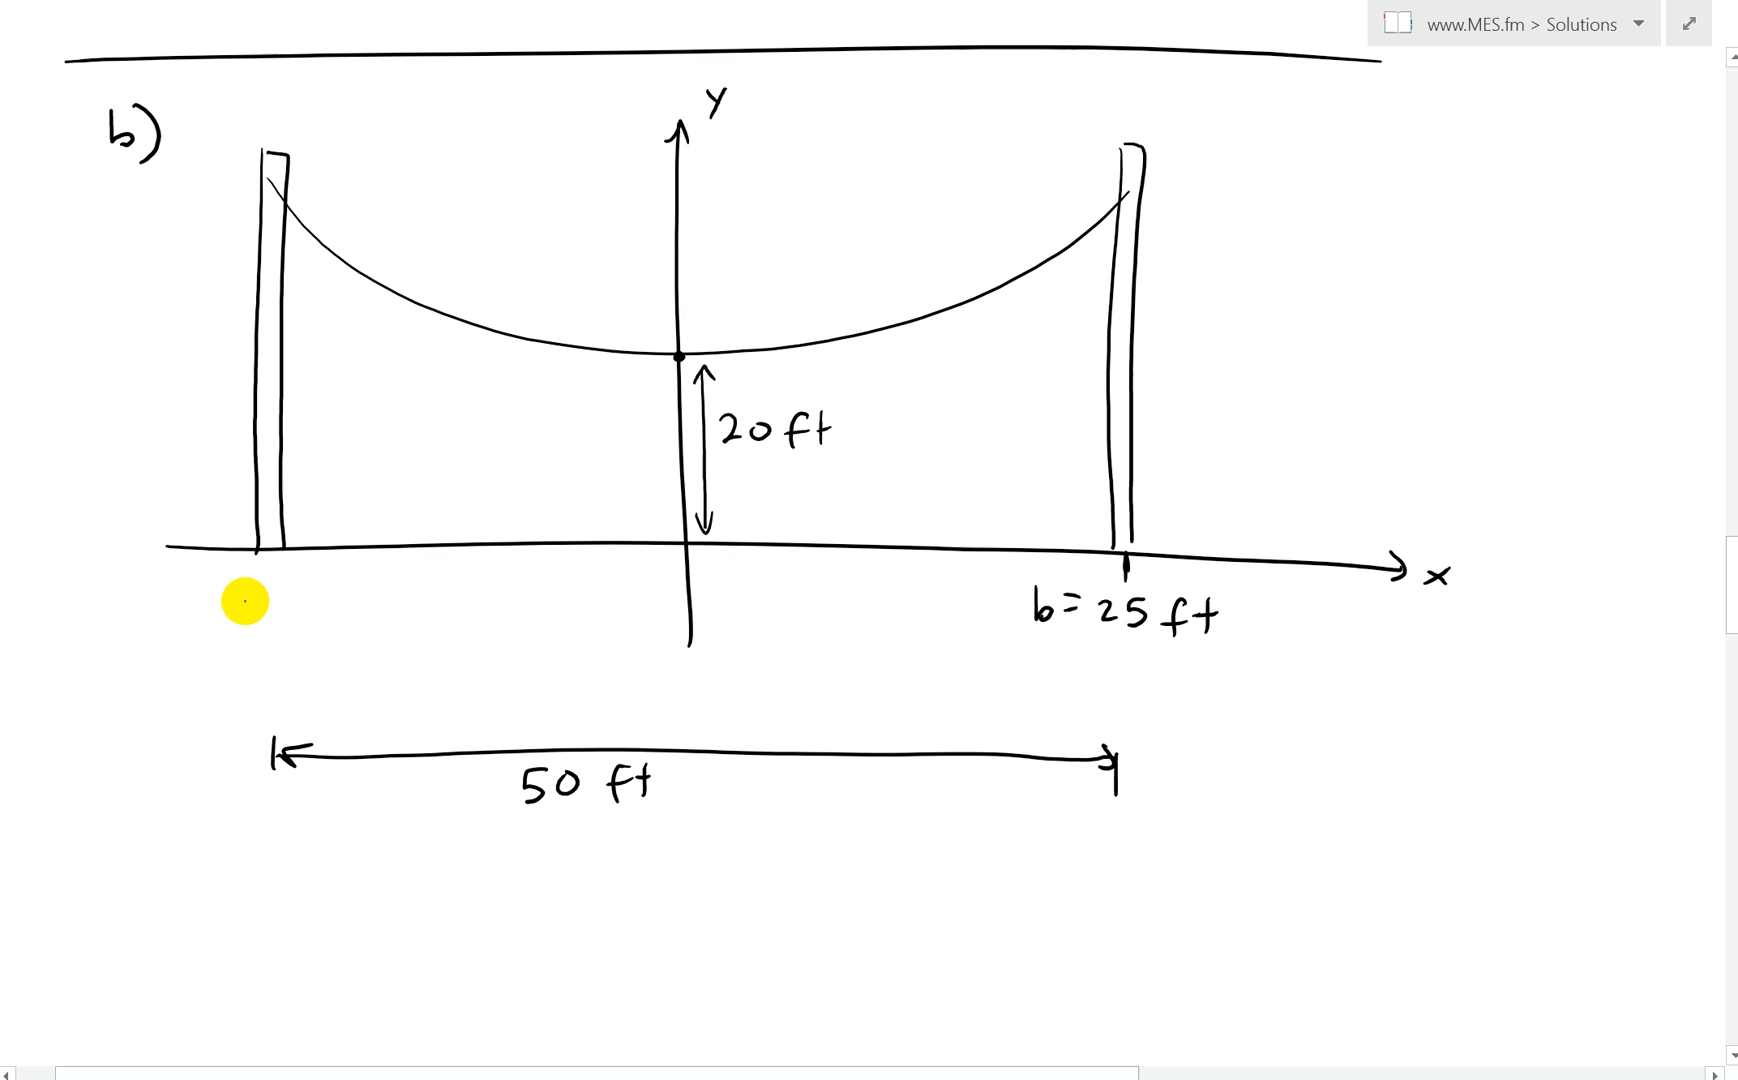 www.MES.fm > Solutions
b)
y
20 ft
x
b = 25 ft
50 ft